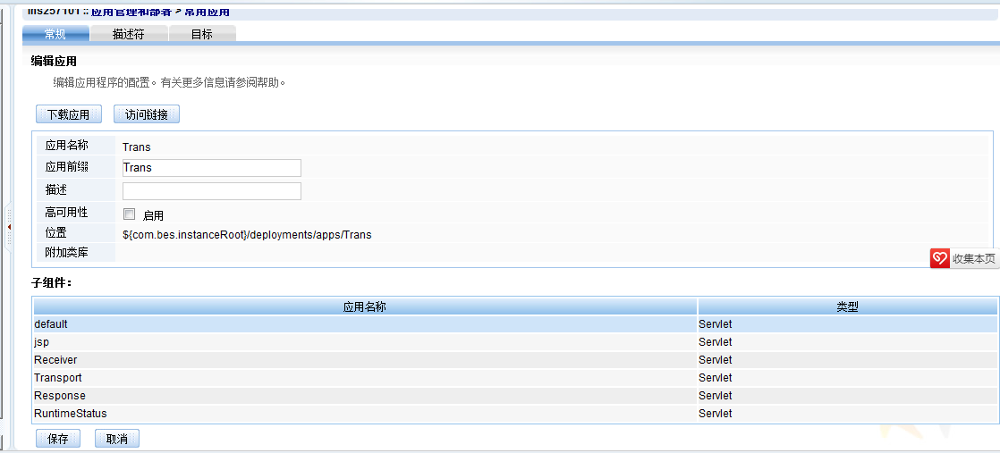 ins257101 :: 应用管理和部署 > 常用应用
常规 描述符 目标
编辑应用
编辑应用程序的配置。有关更多信息请参阅帮助。
下载应用 访问链接
应用名称 Trans
应用前缀 Trans
描述
高可用性 启用
位置 ${com.bes.instanceRoot}/deployments/apps/Trans
附加类库
收集本页
子组件：
应用名称 类型
default Servlet
jsp Servlet
Receiver Servlet
Transport Servlet
Response Servlet
RuntimeStatus Servlet
保存 取消